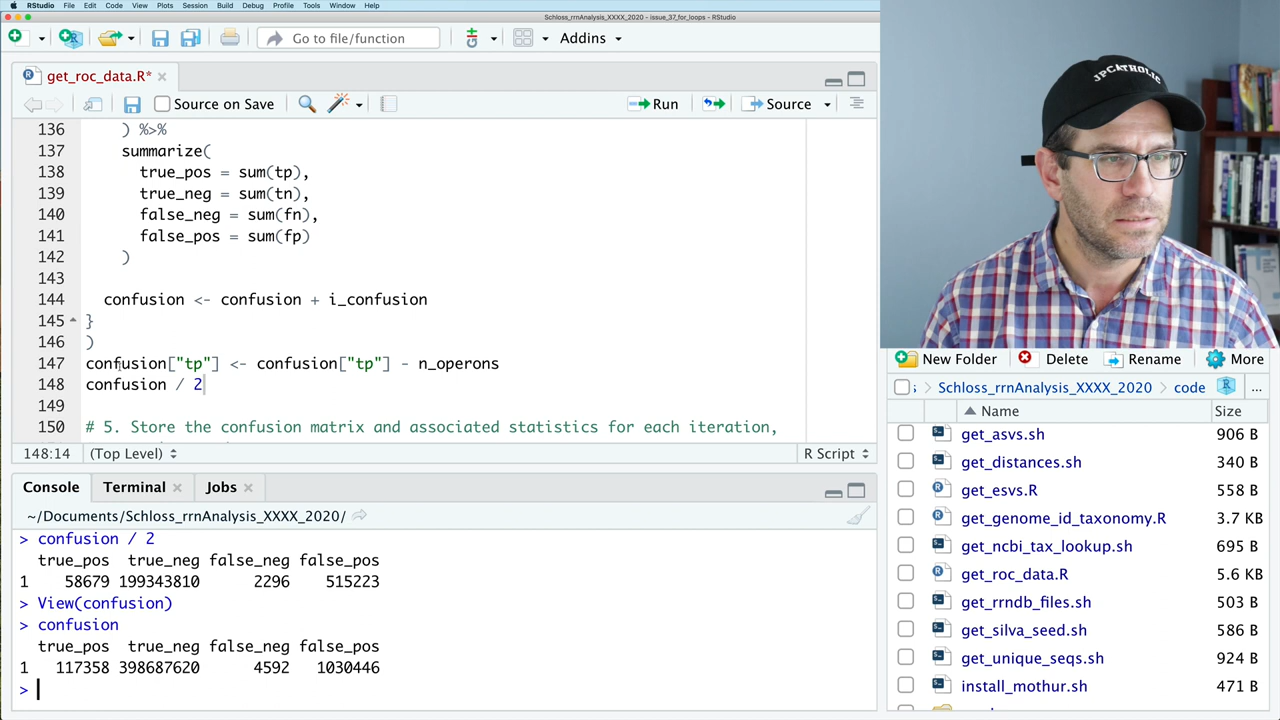 RStudio File Edit Code View Plots Session Build Debug Profile Tools Window Help
Schloss_rrnAnalysis_XXXX_2020 - issue_37_for_loops - RStudio
Go to file/function Addins
get_roc_data.R*
Source on Save Run Source
136 ) %>%
137 summarize(
138 true_pos = sum(tp),
139 true_neg = sum(tn),
140 false_neg = sum(fn),
141 false_pos = sum(fp)
142 )
143
144 confusion <- confusion + i_confusion
145 }
146 )
147 confusion["tp"] <- confusion["tp"] - n_operons
148 confusion / 2
149
150 # 5. Store the confusion matrix and associated statistics for each iteration,
148:14 (Top Level) R Script
Console Terminal Jobs
~/Documents/Schloss_rrnAnalysis_XXXX_2020/
> confusion / 2
true_pos true_neg false_neg false_pos
1 58679 199343810 2296 515223
> View(confusion)
> confusion
true_pos true_neg false_neg false_pos
1 117358 398687620 4592 1030446
>
JPCATHOLIC
New Folder Delete Rename More
Schloss_rrnAnalysis_XXXX_2020 code ...
Name Size
get_asvs.sh 906 B
get_distances.sh 340 B
get_esvs.R 558 B
get_genome_id_taxonomy.R 3.7 KB
get_ncbi_tax_lookup.sh 695 B
get_roc_data.R 5.6 KB
get_rrndb_files.sh 503 B
get_silva_seed.sh 586 B
get_unique_seqs.sh 924 B
install_mothur.sh 471 B